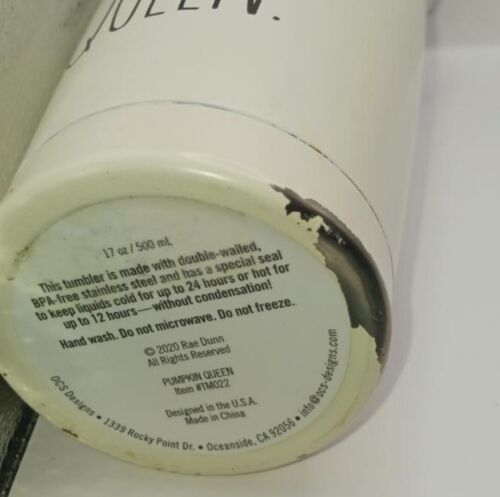 QUEEN.
17 oz / 500 mL
This tumbler is made with double-walled,
BPA-free stainless steel and has a special seal
to keep liquids cold for up to 24 hours or hot for
up to 12 hours—without condensation!
Hand wash. Do not microwave. Do not freeze.
© 2020 Rae Dunn
All Rights Reserved
PUMPKIN QUEEN
Item #TM022
Designed in the U.S.A.
Made in China
OCS Designs • 1339 Rocky Point Dr. • Oceanside, CA 92056 • info@ocs-designs.com